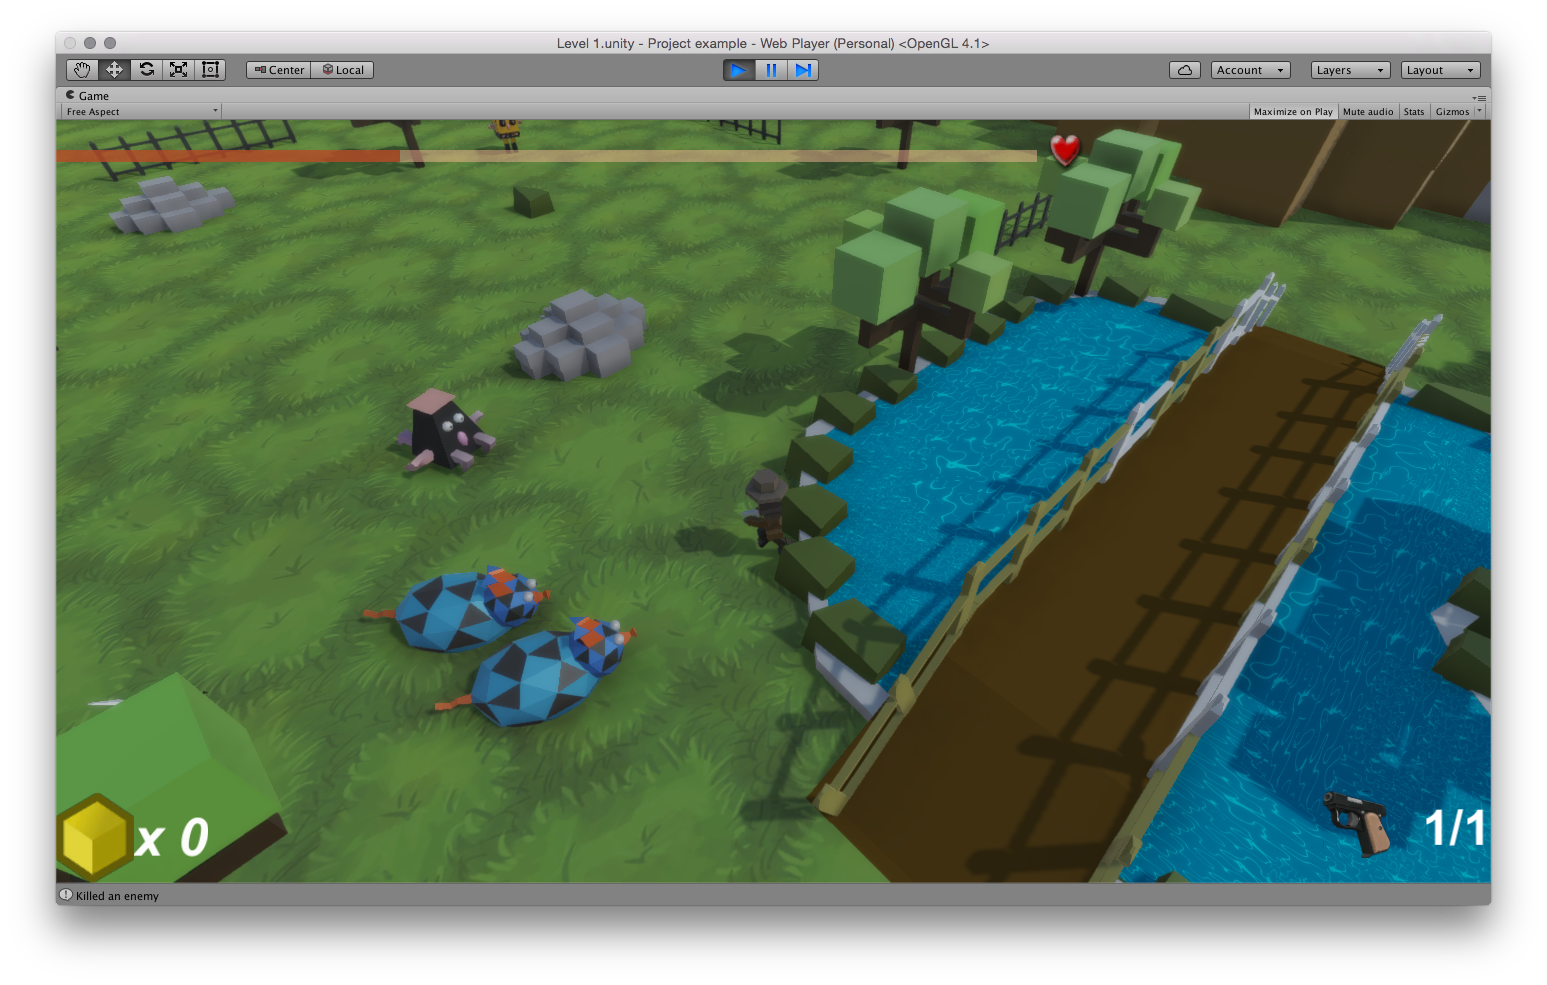 Level 1.unity - Project example - Web Player (Personal) <OpenGL 4.1>
Center Local Account Layers Layout
Game
Free Aspect Maximize on Play Mute audio Stats Gizmos
x 0
1/1
Killed an enemy